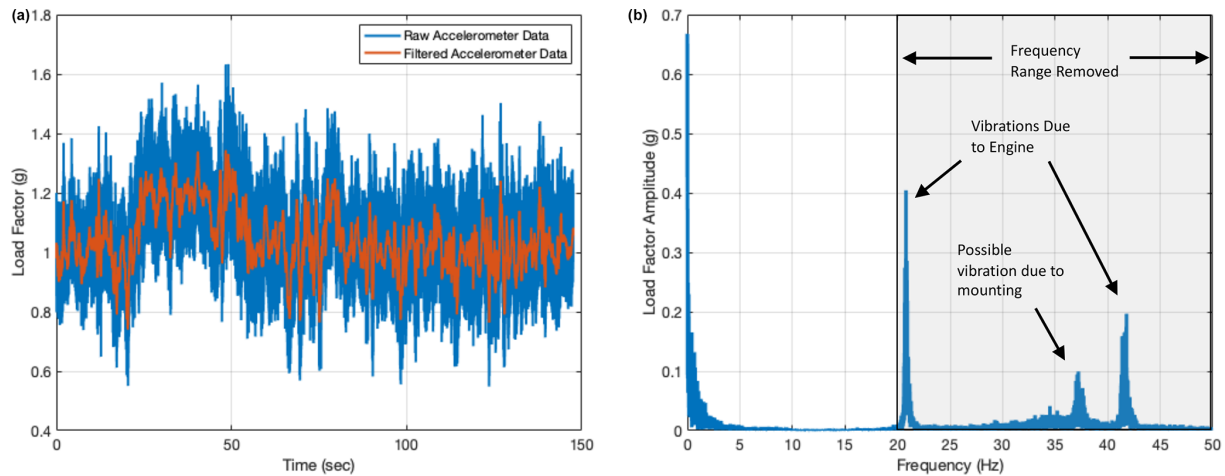 (a)
1.8
1.6
1.4
1.2
1
0.8
0.6
0.4
Load Factor (g)
Raw Accelerometer Data
Filtered Accelerometer Data
0
50
100
150
Time (sec)
(b)
0.7
0.6
0.5
0.4
0.3
0.2
0.1
0
Load Factor Amplitude (g)
Frequency
Range Removed
Vibrations Due
to Engine
Possible
vibration due to
mounting
0
5
10
15
20
25
30
35
40
45
50
Frequency (Hz)